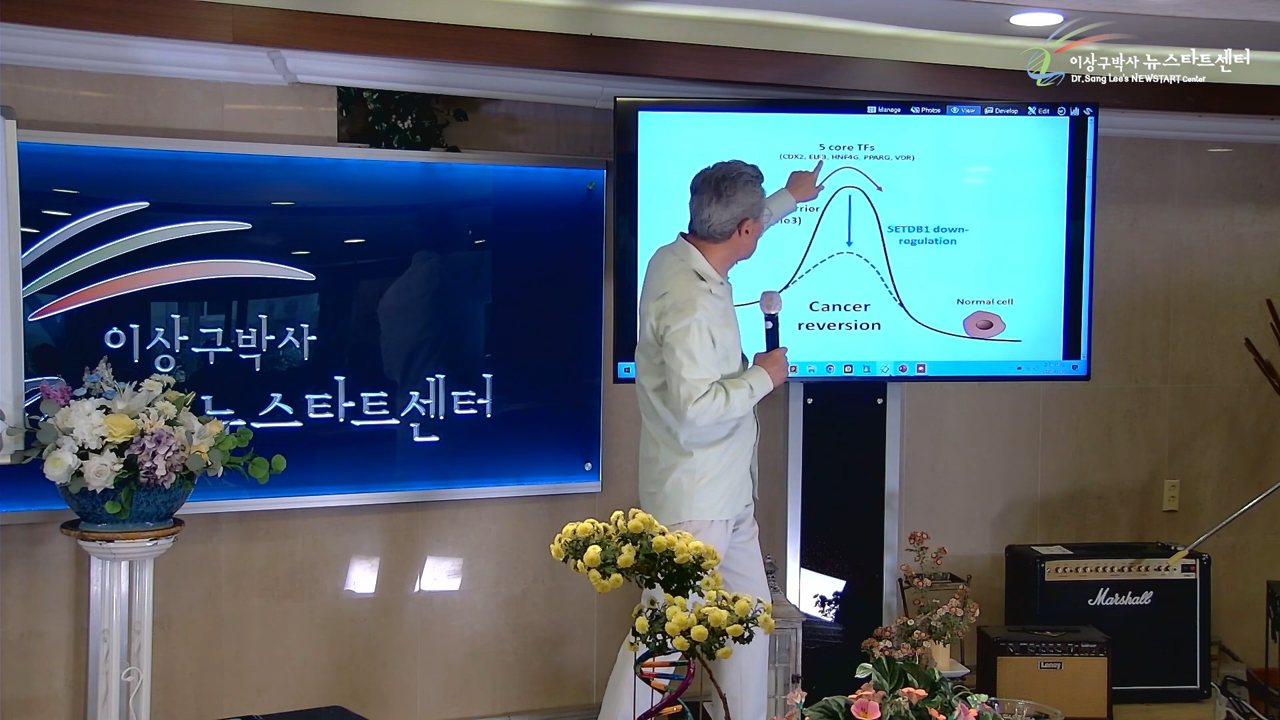 이상구박사 뉴스타트센터
Dr. Sang Lee's NEWSTART Center
Manage Photos View Develop Edit
5 core TFs
(CDX2, ELF3, HNF4G, PPARG, VDR)
SETDB1 down-
regulation
Normal cell
Cancer
reversion
이상구박사
뉴스타트센터
Marshall
Laney